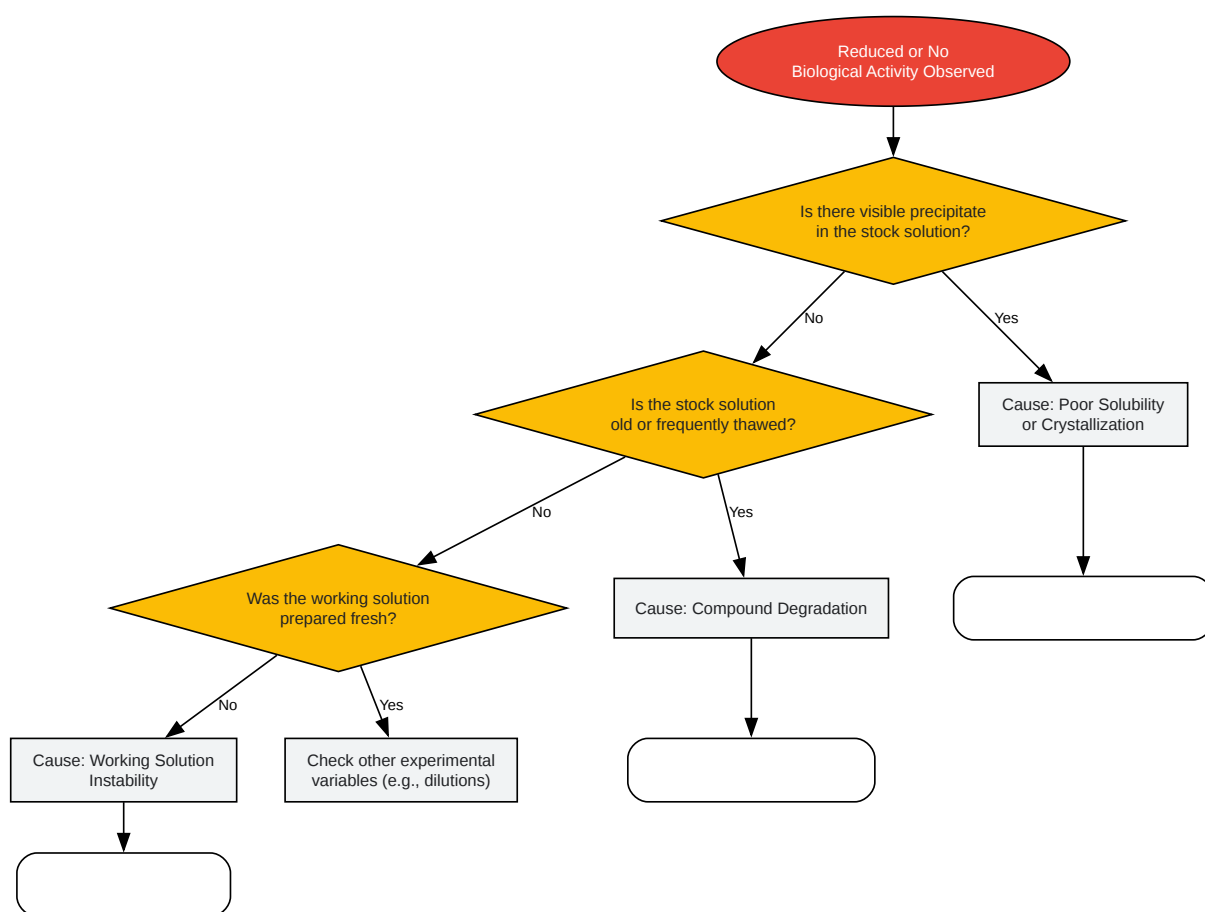 Reduced or No
Biological Activity Observed
Is there visible precipitate
in the stock solution?
No
Yes
Is the stock solution
old or frequently thawed?
Cause: Poor Solubility
or Crystallization
No
Yes
Was the working solution
prepared fresh?
Cause: Compound Degradation
No
Yes
Cause: Working Solution
Instability
Check other experimental
variables (e.g., dilutions)